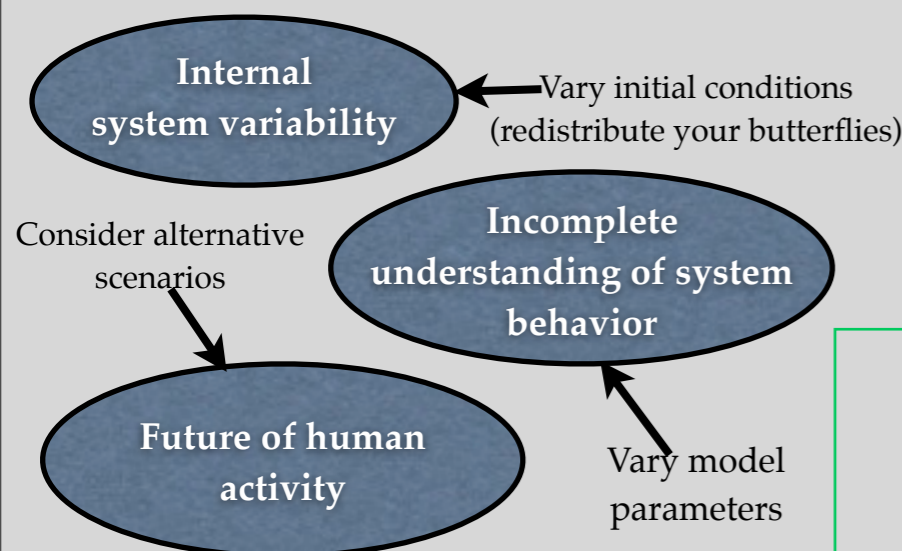 Internal
system variability
Vary initial conditions
(redistribute your butterflies)
Consider alternative
scenarios
Incomplete
understanding of system
behavior
Future of human
activity
Vary model
parameters